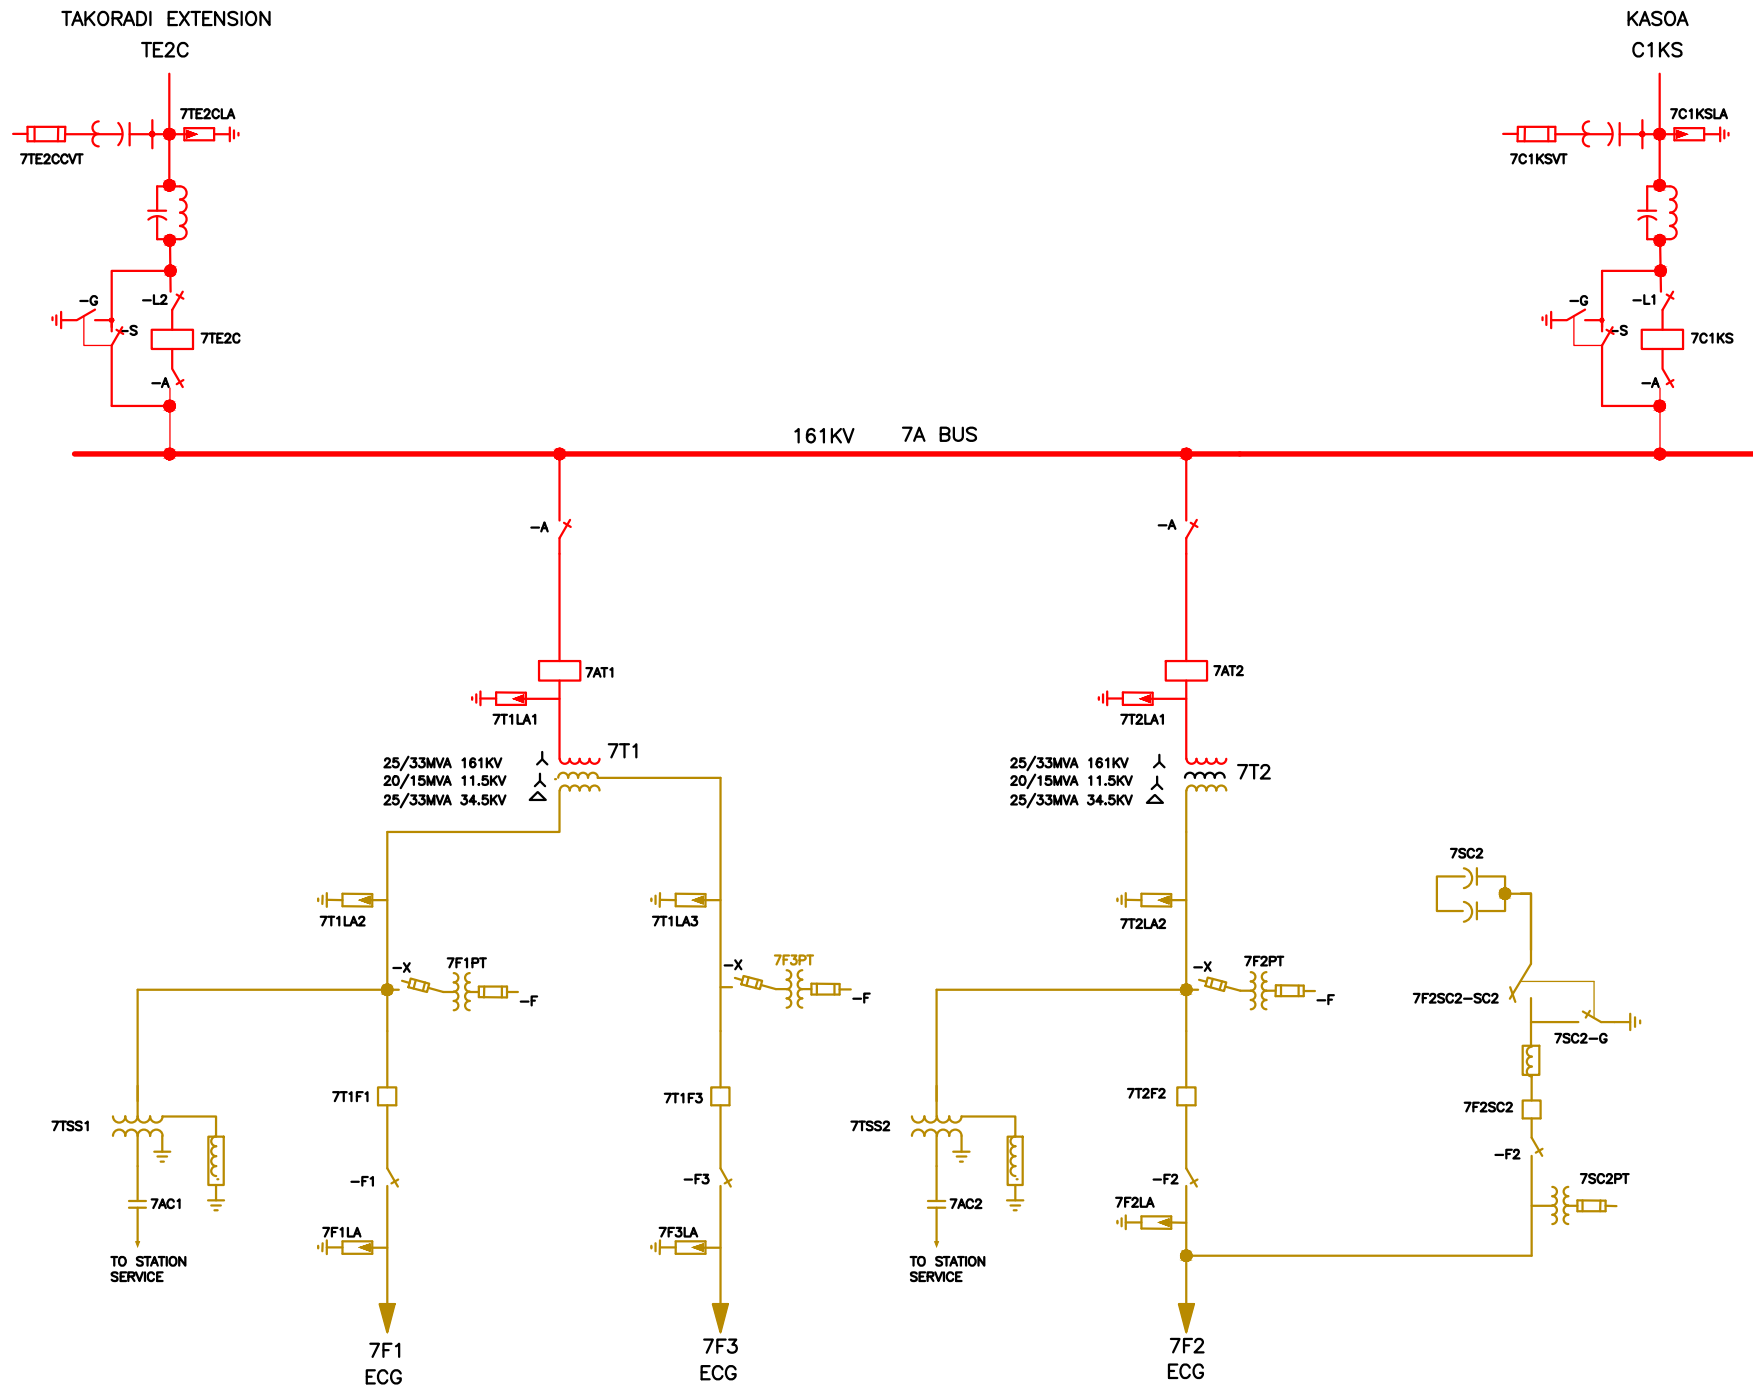 TAKORADI EXTENSION
TE2C
KASOA
C1KS
7TE2CLA
7TE2CCVT
7C1KSLA
7C1KSVT
-G
-L2
-S
7TE2C
-A
-G
-L1
-S
7C1KS
-A
161KV 7A BUS
-A
-A
7AT1
7T1LA1
7AT2
7T2LA1
7T1
25/33MVA 161KV
20/15MVA 11.5KV
25/33MVA 34.5KV
7T2
25/33MVA 161KV
20/15MVA 11.5KV
25/33MVA 34.5KV
7T1LA2
7T1LA3
7T2LA2
7SC2
-X
7F1PT
-F
-X
7F3PT
-F
-X
7F2PT
-F
7F2SC2-SC2
7SC2-G
7TSS1
7T1F1
7T1F3
7TSS2
7T2F2
7F2SC2
-F2
7SC2PT
-F1
-F3
-F2
7AC1
7AC2
7F1LA
7F3LA
7F2LA
TO STATION
SERVICE
TO STATION
SERVICE
7F1
ECG
7F3
ECG
7F2
ECG